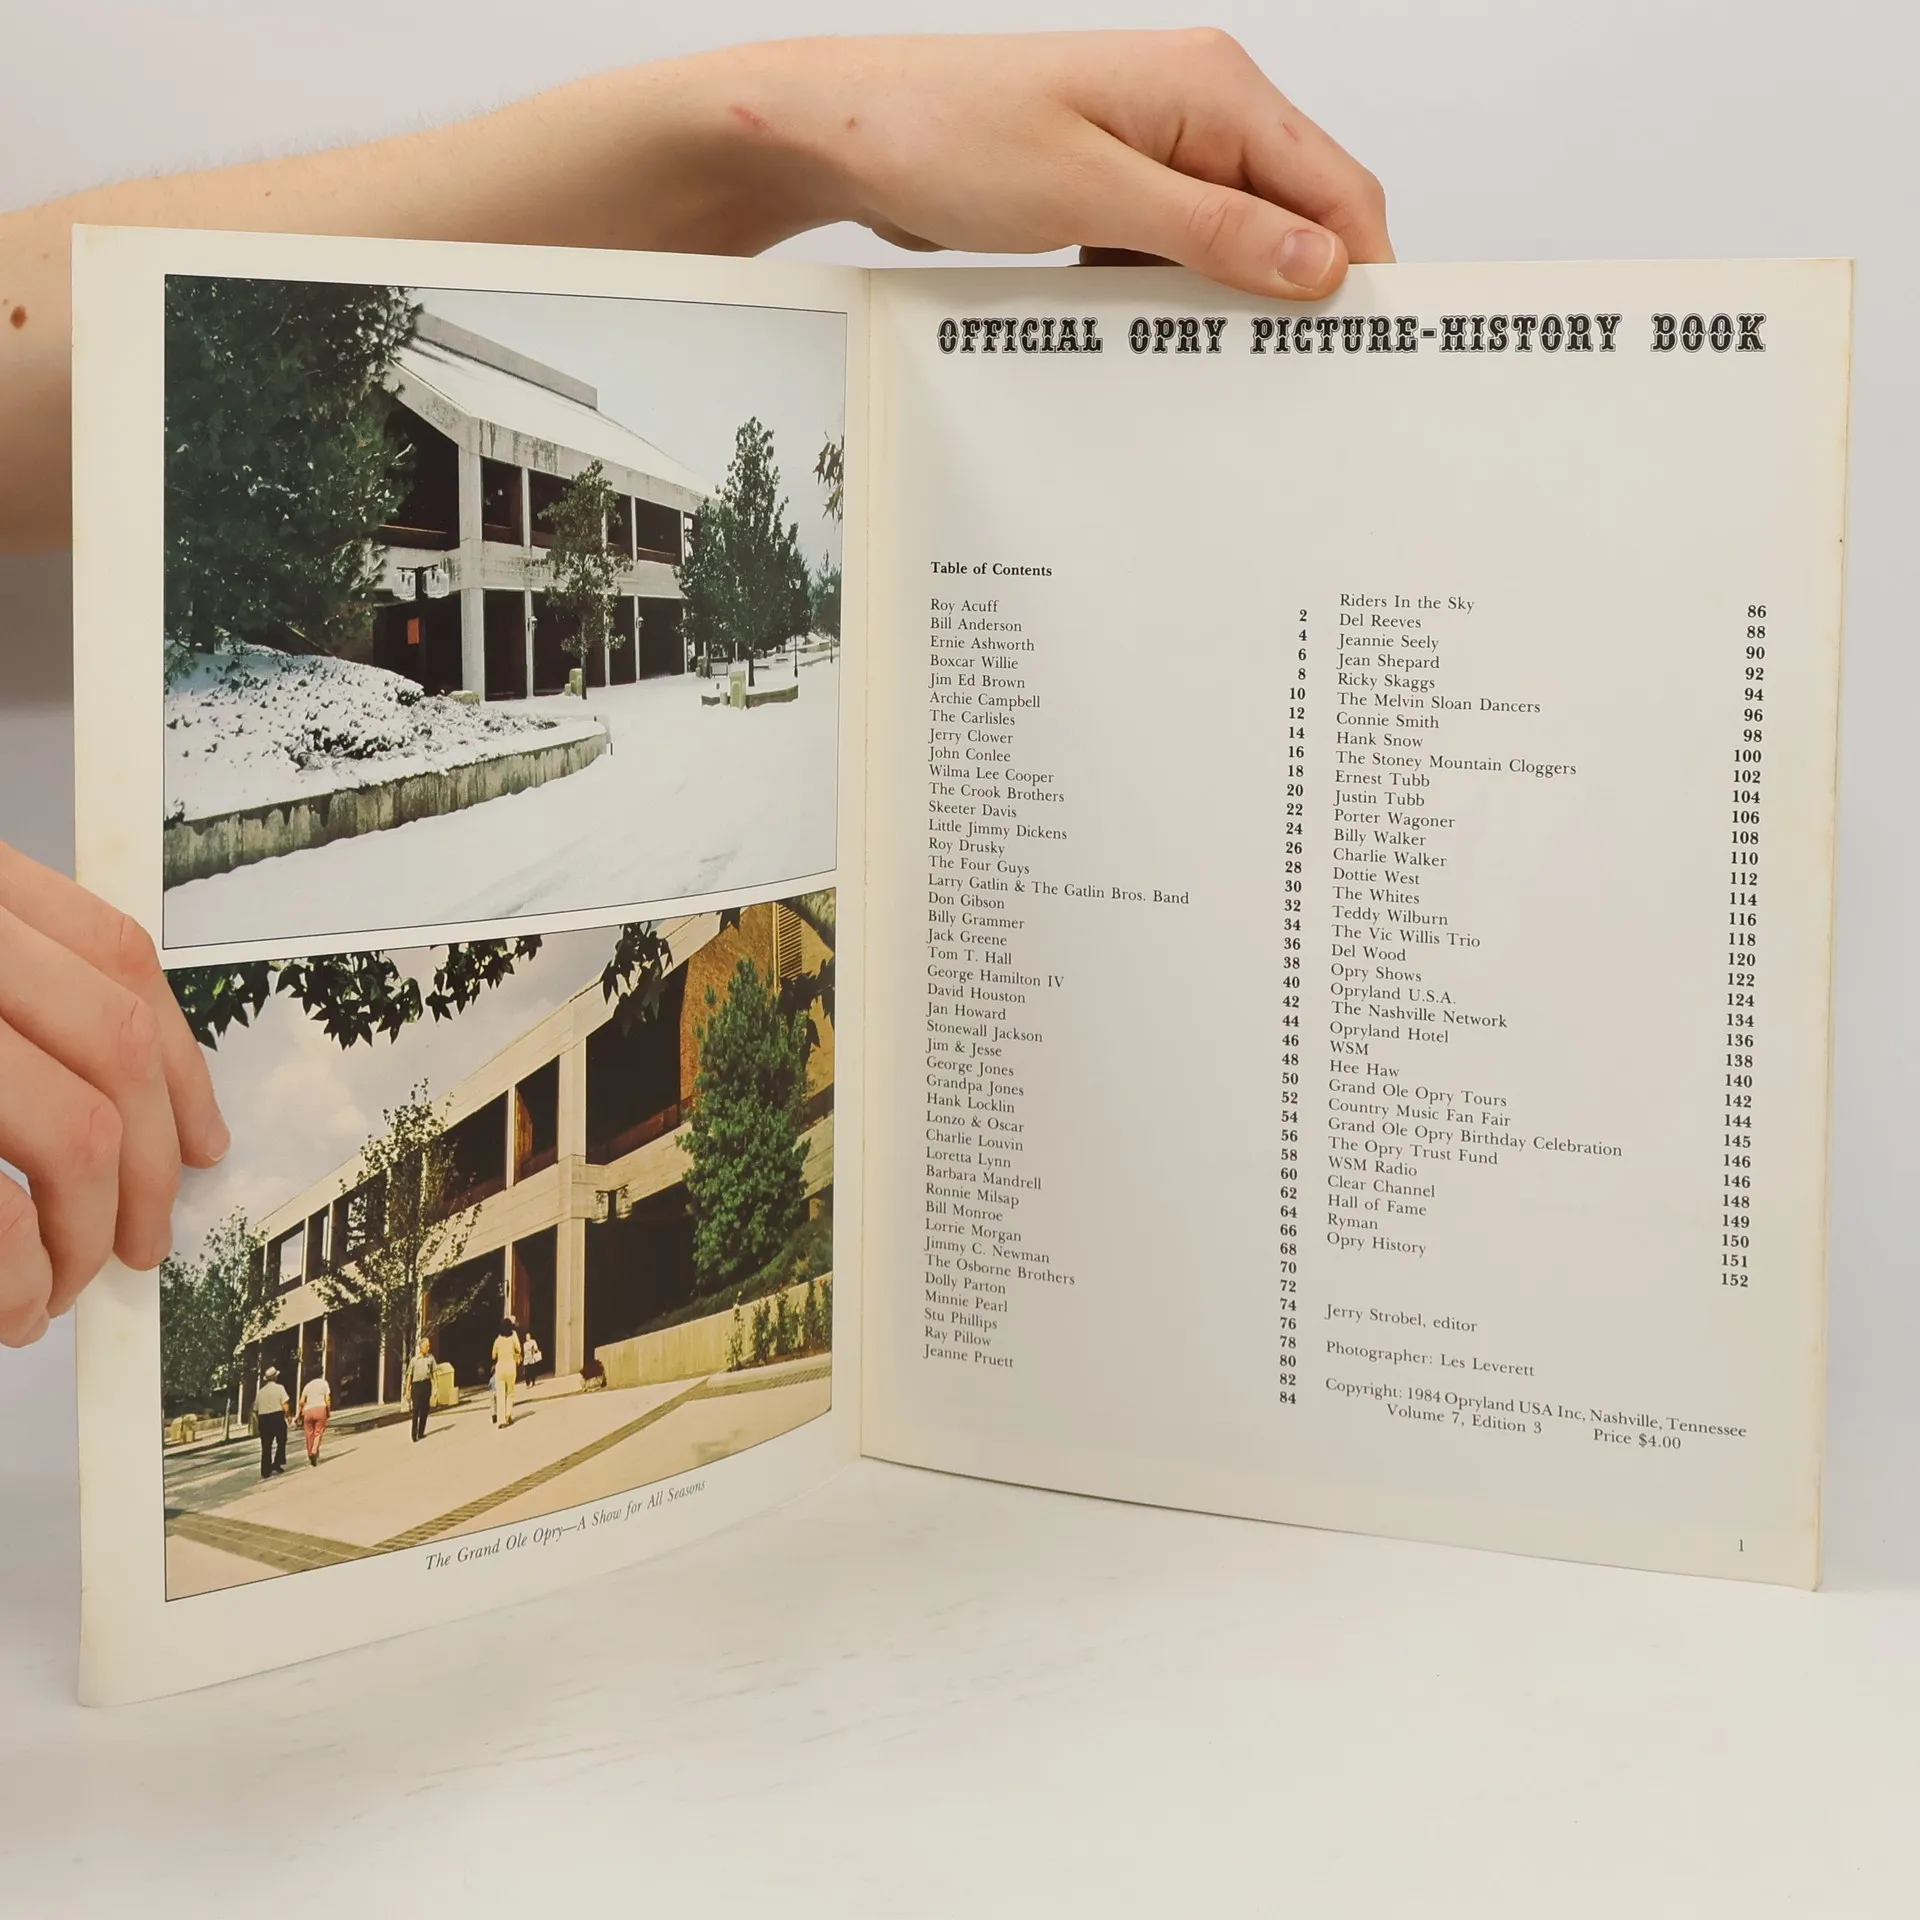 The Grand Ole Opry—A Show for All Seasons
OFFICIAL OPRY PICTURE-HISTORY BOOK
Table of Contents
Roy Acuff 2
Bill Anderson 4
Ernie Ashworth 6
Boxcar Willie 8
Jim Ed Brown 10
Archie Campbell 12
The Carlisles 14
Jerry Clower 16
John Conlee 18
Wilma Lee Cooper 20
The Crook Brothers 22
Skeeter Davis 24
Little Jimmy Dickens 26
Roy Drusky 28
The Four Guys 30
Larry Gatlin & The Gatlin Bros. Band 32
Don Gibson 34
Billy Grammer 36
Jack Greene 38
Tom T. Hall 40
George Hamilton IV 42
David Houston 44
Jan Howard 46
Stonewall Jackson 48
Jim & Jesse 50
George Jones 52
Grandpa Jones 54
Hank Locklin 56
Lonzo & Oscar 58
Charlie Louvin 60
Loretta Lynn 62
Barbara Mandrell 64
Ronnie Milsap 66
Bill Monroe 68
Lorrie Morgan 70
Jimmy C. Newman 72
The Osborne Brothers 74
Dolly Parton 76
Minnie Pearl 78
Stu Phillips 80
Ray Pillow 82
Jeanne Pruett 84
Riders In the Sky 86
Del Reeves 88
Jeannie Seely 90
Jean Shepard 92
Ricky Skaggs 94
The Melvin Sloan Dancers 96
Connie Smith 98
Hank Snow 100
The Stoney Mountain Cloggers 102
Ernest Tubb 104
Justin Tubb 106
Porter Wagoner 108
Billy Walker 110
Charlie Walker 112
Dottie West 114
The Whites 116
Teddy Wilburn 118
The Vic Willis Trio 120
Del Wood 122
Opry Shows 124
Opryland U.S.A. 134
The Nashville Network 136
Opryland Hotel 138
WSM 140
Hee Haw 142
Grand Ole Opry Tours 144
Country Music Fan Fair 145
Grand Ole Opry Birthday Celebration 146
The Opry Trust Fund 146
WSM Radio 148
Clear Channel 149
Hall of Fame 150
Ryman 151
Opry History 152
Jerry Strobel, editor
Photographer: Les Leverett
Copyright: 1984 Opryland USA Inc, Nashville, Tennessee
Volume 7, Edition 3 Price $4.00
1